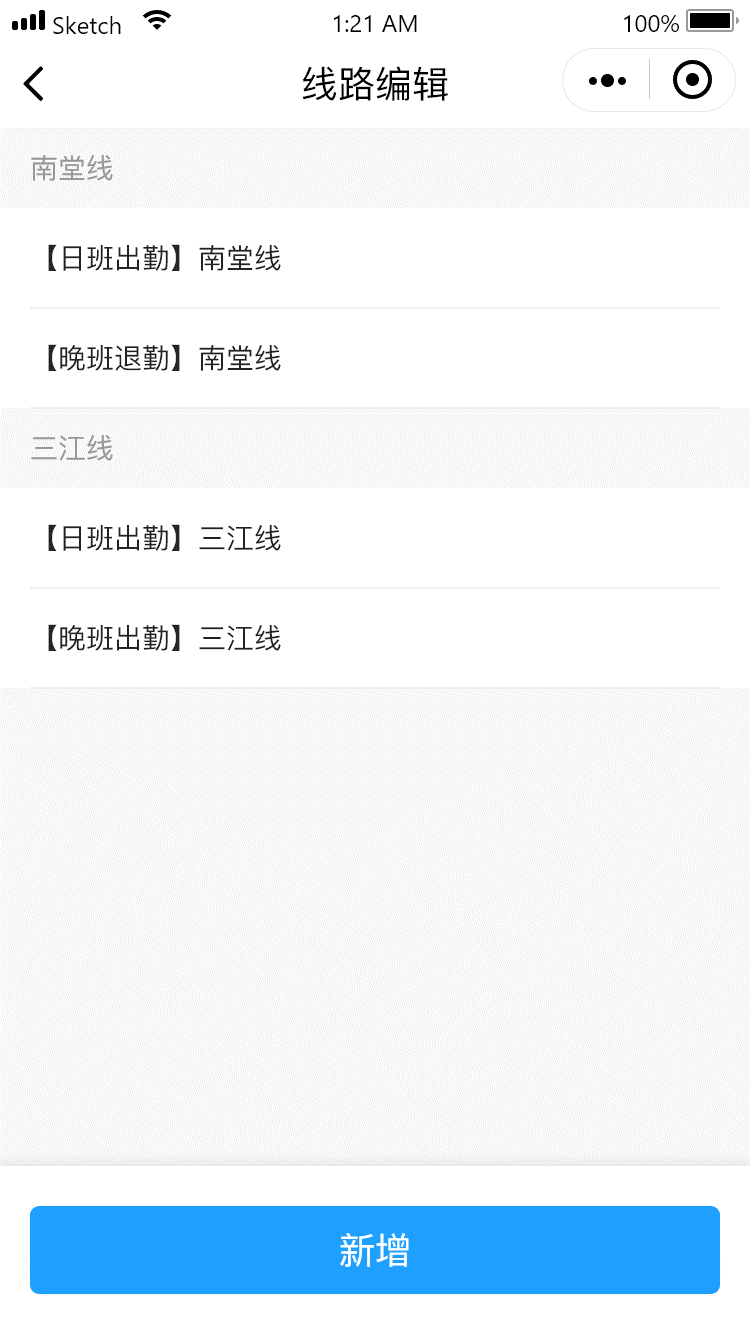 Sketch 1:21 AM 100%
线路编辑
南堂线
【日班出勤】南堂线
【晚班退勤】南堂线
三江线
【日班出勤】三江线
【晚班出勤】三江线
新增